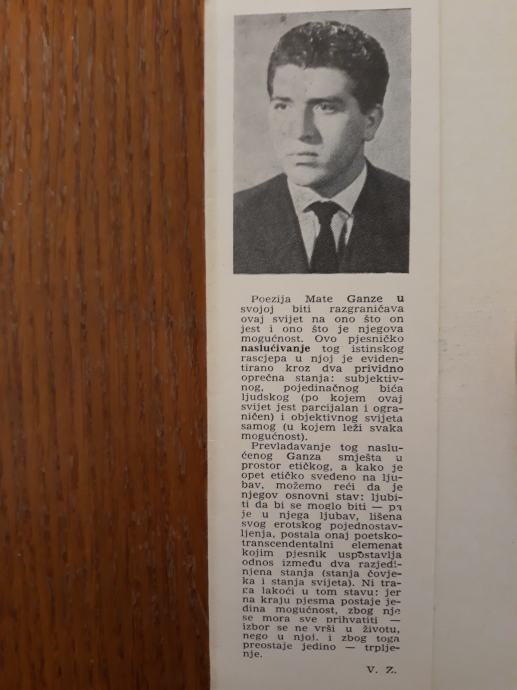 Poezija Mate Ganze u
svojoj biti razgraničava
ovaj svijet na ono što on
jest i ono što je njegova
mogućnost. Ovo pjesničko
naslućivanje tog istinskog
rascjepa u njoj je eviden-
tirano kroz dva prividno
oprečna stanja: subjektiv-
nog, pojedinačnog bića
ljudskog (po kojem ovaj
svijet jest parcijalan i ogra-
ničen) i objektivnog svijeta
samog (u kojem leži svaka
mogućnost).
Prevladavanje tog naslu-
ćenog Ganza smješta u
prostor etičkog, a kako je
opet etičko svedeno na lju-
bav, možemo reći da je
njegov osnovni stav: ljubi-
ti da bi se moglo biti — pa
je u njega ljubav, lišena
svog erotskog pojednostav-
ljenja, postala onaj poetsko-
transcendentalni elemenat
kojim pjesnik uspostavlja
odnos između dva razjedi-
njena stanja (stanja čovje-
ka i stanja svijeta). Ni tra-
ga lakoći u tom stavu: jer
na kraju pjesma postaje je-
dina mogućnost, zbog nje
se mora sve prihvatiti —
izbor se ne vrši u životu,
nego u njoj, i zbog toga
preostaje jedino — trplje-
nje.
V. Z.